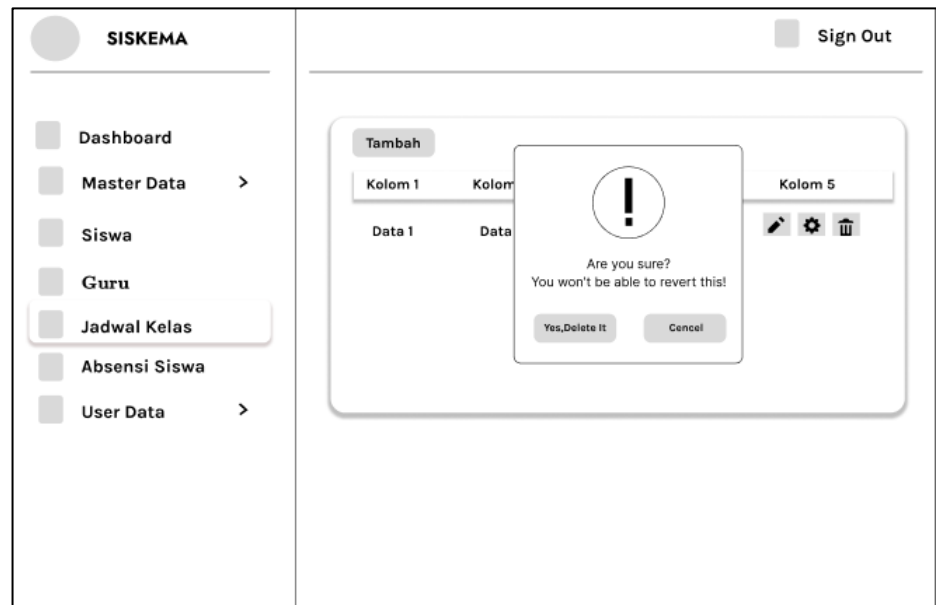 SISKEMA
Sign Out
Dashboard
Master Data >
Siswa
Guru
Jadwal Kelas
Absensi Siswa
User Data >
Tambah
Kolom 1 Kolom Kolom 5
Data 1 Data
!
Are you sure?
You won't be able to revert this!
Yes,Delete It Cencel